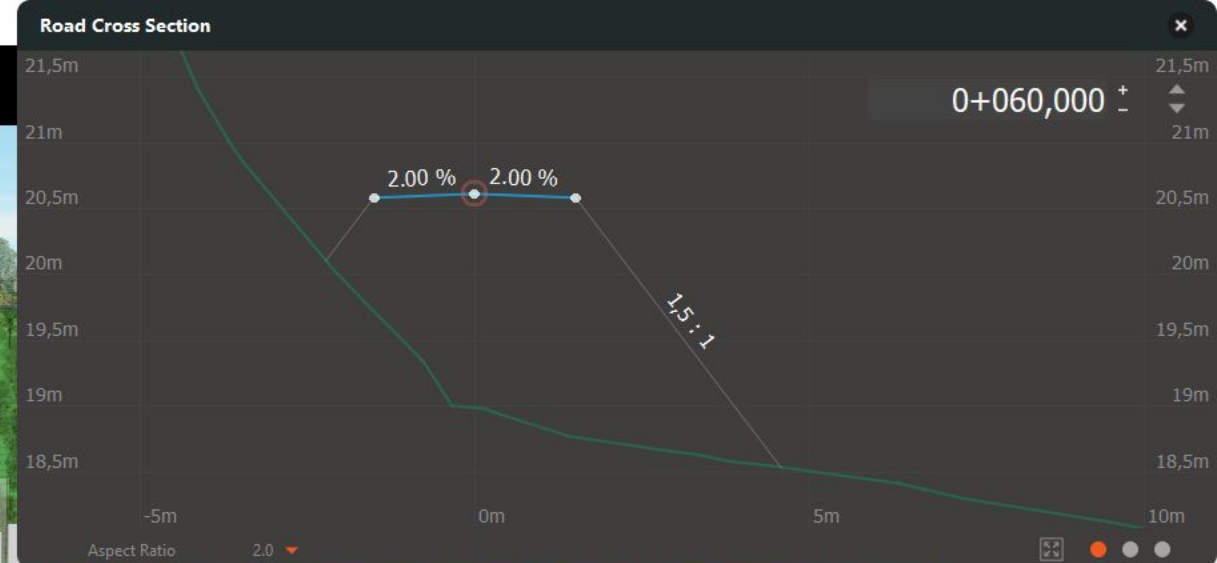 Road Cross Section
21,5m 21,5m
0+060,000 + −
21m 21m
2.00 % 2.00 %
20,5m 20,5m
20m 20m
1,5 : 1
19,5m 19,5m
19m 19m
18,5m 18,5m
-5m 0m 5m 10m
Aspect Ratio 2.0